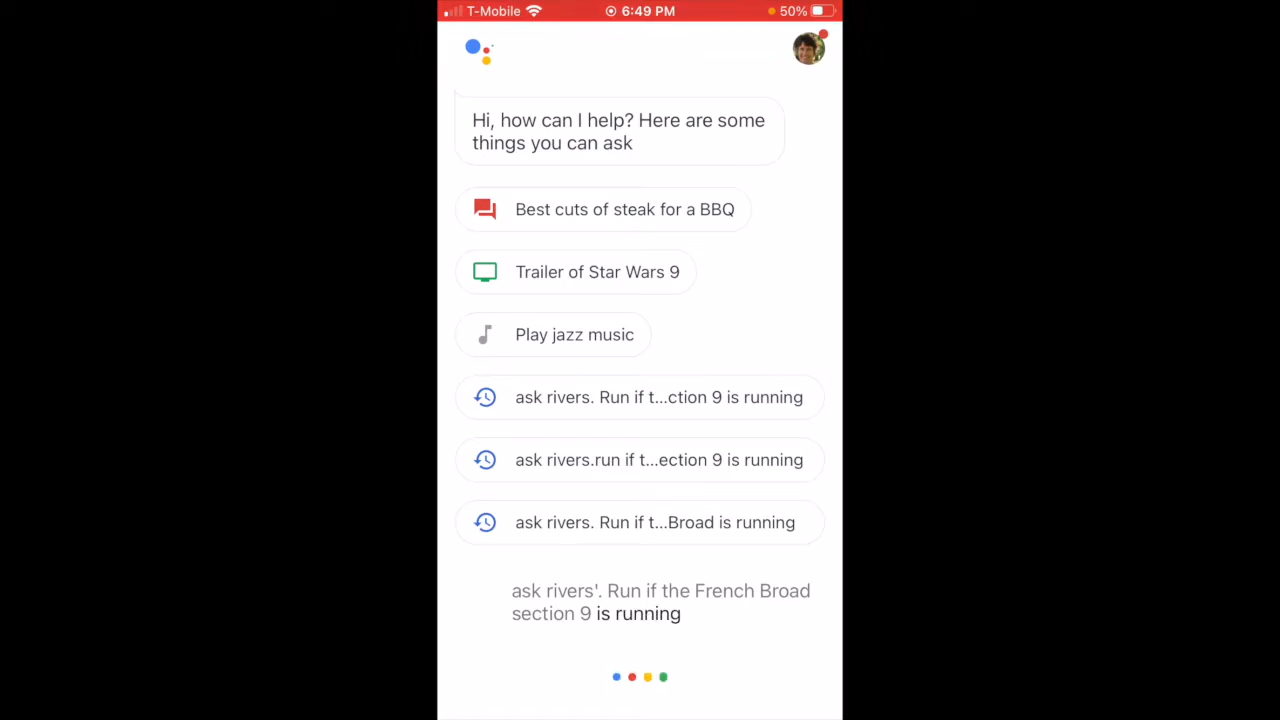 T-Mobile 6:49 PM 50%
Hi, how can I help? Here are some
things you can ask
Best cuts of steak for a BBQ
Trailer of Star Wars 9
Play jazz music
ask rivers. Run if t...ction 9 is running
ask rivers.run if t...ection 9 is running
ask rivers. Run if t...Broad is running
ask rivers'. Run if the French Broad
section 9 is running